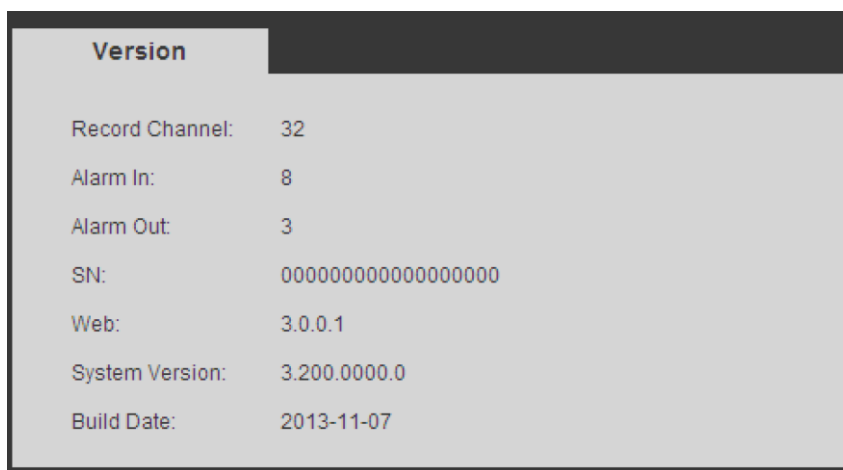 Version
Record Channel: 32
Alarm In: 8
Alarm Out: 3
SN: 000000000000000000
Web: 3.0.0.1
System Version: 3.200.0000.0
Build Date: 2013-11-07